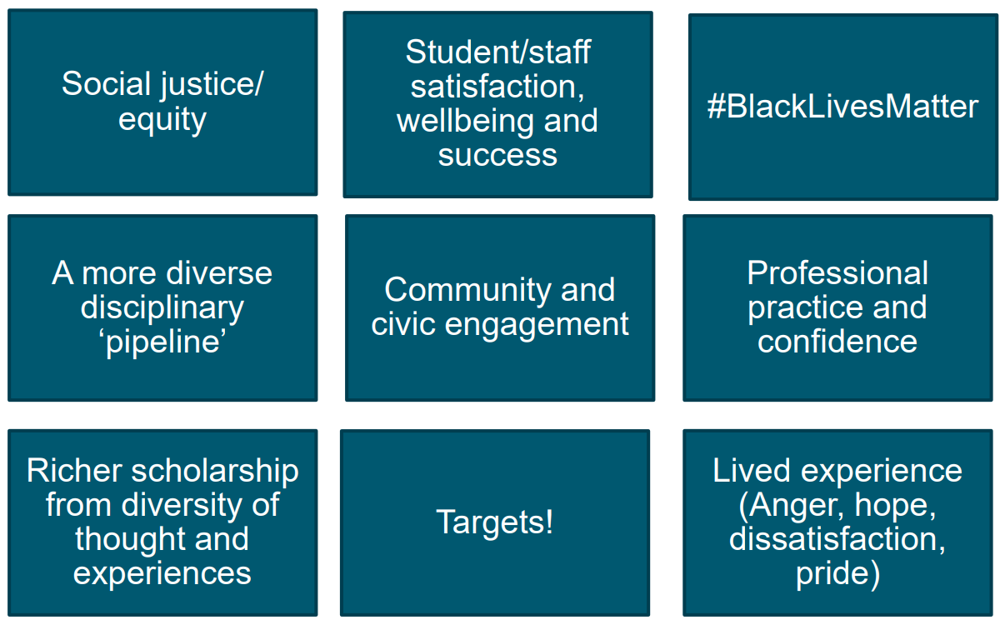 Social justice/
equity
Student/staff
satisfaction,
wellbeing and
success
#BlackLivesMatter
A more diverse
disciplinary
‘pipeline’
Community and
civic engagement
Professional
practice and
confidence
Richer scholarship
from diversity of
thought and
experiences
Targets!
Lived experience
(Anger, hope,
dissatisfaction,
pride)